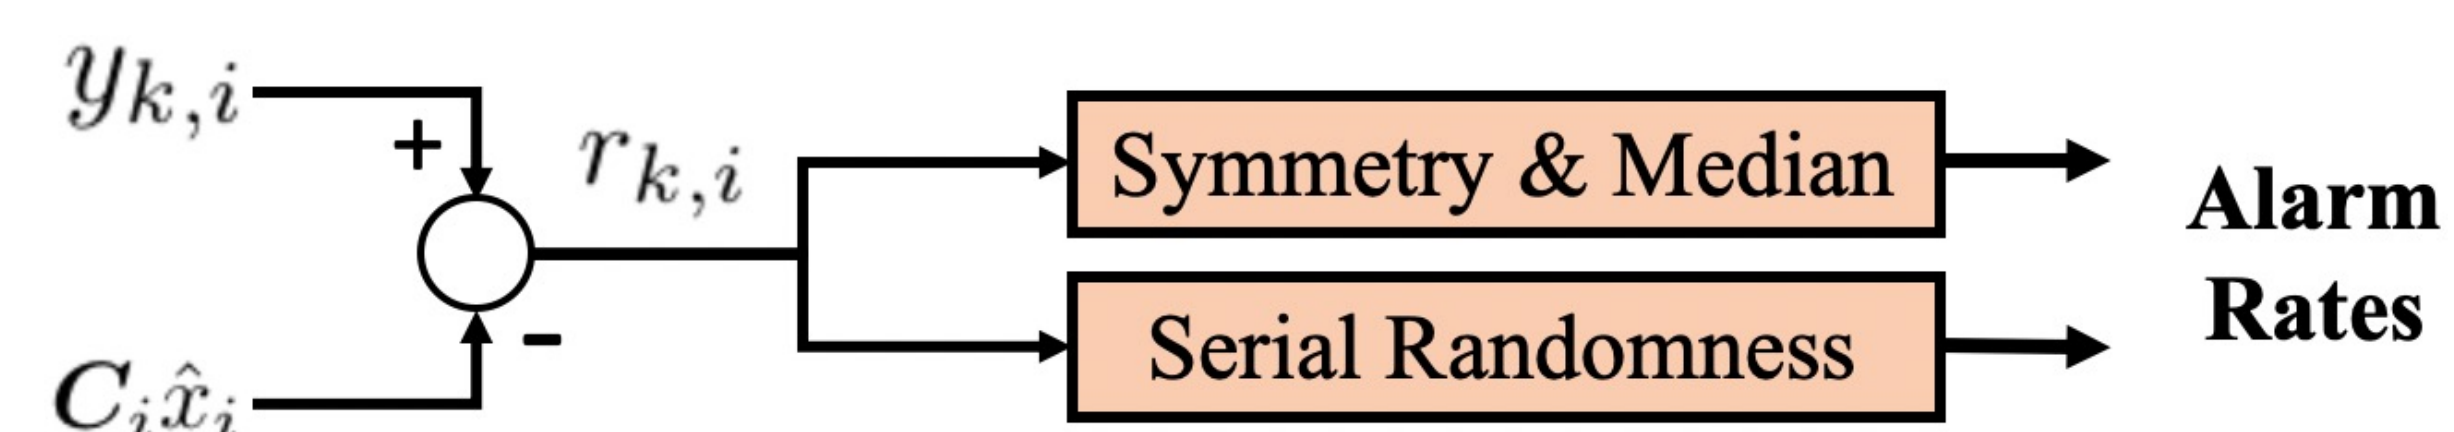 y_{k,i}
+
r_{k,i}
Symmetry & Median
Alarm
Rates
-
Serial Randomness
C_i x̂_i